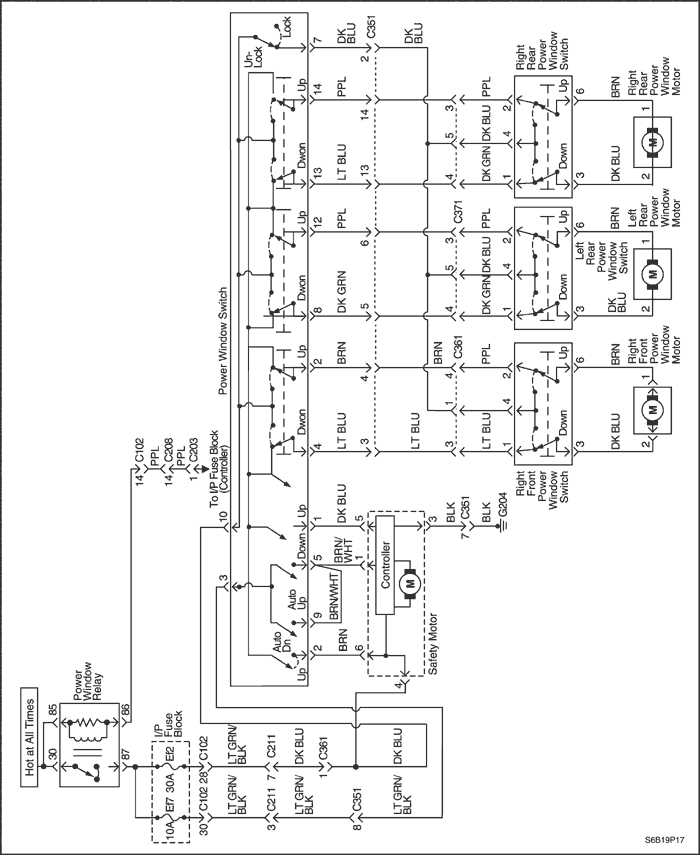 Hot at All Times
Power
Window
Relay
30
85
87
86
I/P
Fuse
Block
Ef7
10A
Ef2
30A
30
C102
28
C102
LT GRN/
BLK
LT GRN/
BLK
3
C211
7
C211
LT GRN/
BLK
DK BLU
1
C361
8
C351
LT GRN/
BLK
DK BLU
14
C102
PPL
14
C208
PPL
1
C203
To I/P Fuse Block
(Controller)
3
10
Power Window Switch
Up
Auto
Dn
Auto
Up
Down
Up
Dwon
Up
Dwon
Up
Dwon
Up
Un-
Lock
Lock
2
9
5
1
4
2
8
12
13
14
7
BRN
BRN/WHT
BRN/
WHT
DK BLU
LT BLU
BRN
DK GRN
PPL
LT BLU
PPL
DK
BLU
6
1
5
3
4
5
6
13
14
2
C351
Controller
M
Safety Motor
4
3
BLK
7
C351
BLK
G204
LT BLU
BRN
DK
BLU
3
1
4
C361
4
5
3
C371
4
5
3
LT BLU
PPL
DK GRN
DK BLU
PPL
DK GRN
DK BLU
PPL
1
4
2
1
4
2
1
4
2
Right
Front
Power
Window
Switch
Left
Rear
Power
Window
Switch
Right
Rear
Power
Window
Switch
Down
Up
Down
Up
Down
Up
3
6
3
6
3
6
DK BLU
BRN
DK
BLU
BRN
DK BLU
BRN
2
1
M
2
1
M
2
1
M
Right
Front
Power
Window
Motor
Left
Rear
Power
Window
Motor
Right
Rear
Power
Window
Motor
S6B19P17